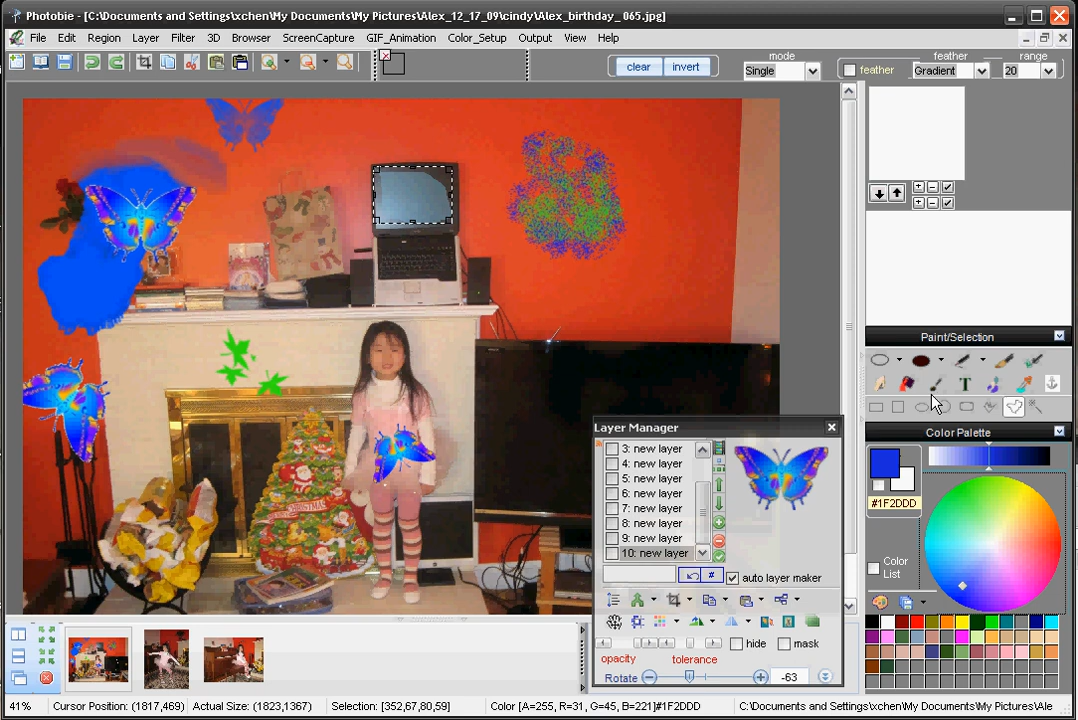 Photobie - [C:\Documents and Settings\xchen\My Documents\My Pictures\Alex_12_17_09\cindy\Alex_birthday_ 065.jpg]
File Edit Region Layer Filter 3D Browser ScreenCapture GIF_Animation Color_Setup Output View Help
clear invert
mode
Single
feather
feather
Gradient
range
20
Paint/Selection
T
Color Palette
#1F2DDD
Color
List
Layer Manager
3: new layer
4: new layer
5: new layer
6: new layer
7: new layer
8: new layer
9: new layer
10: new layer
#
auto layer maker
hide
mask
opacity
tolerance
Rotate
-63
41% Cursor Position: (1817,469) Actual Size: (1823,1367) Selection: [352,67,80,59] Color [A=255, R=31, G=45, B=221]#1F2DDD C:\Documents and Settings\xchen\My Documents\My Pictures\Ale